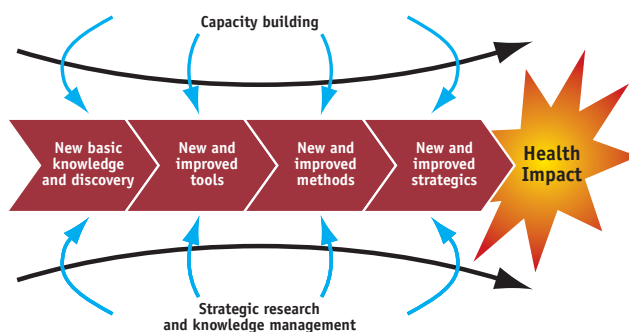 Capacity building
New basic
knowledge
and discovery
New and
improved
tools
New and
improved
methods
New and
improved
strategics
Health
Impact
Strategic research
and knowledge management